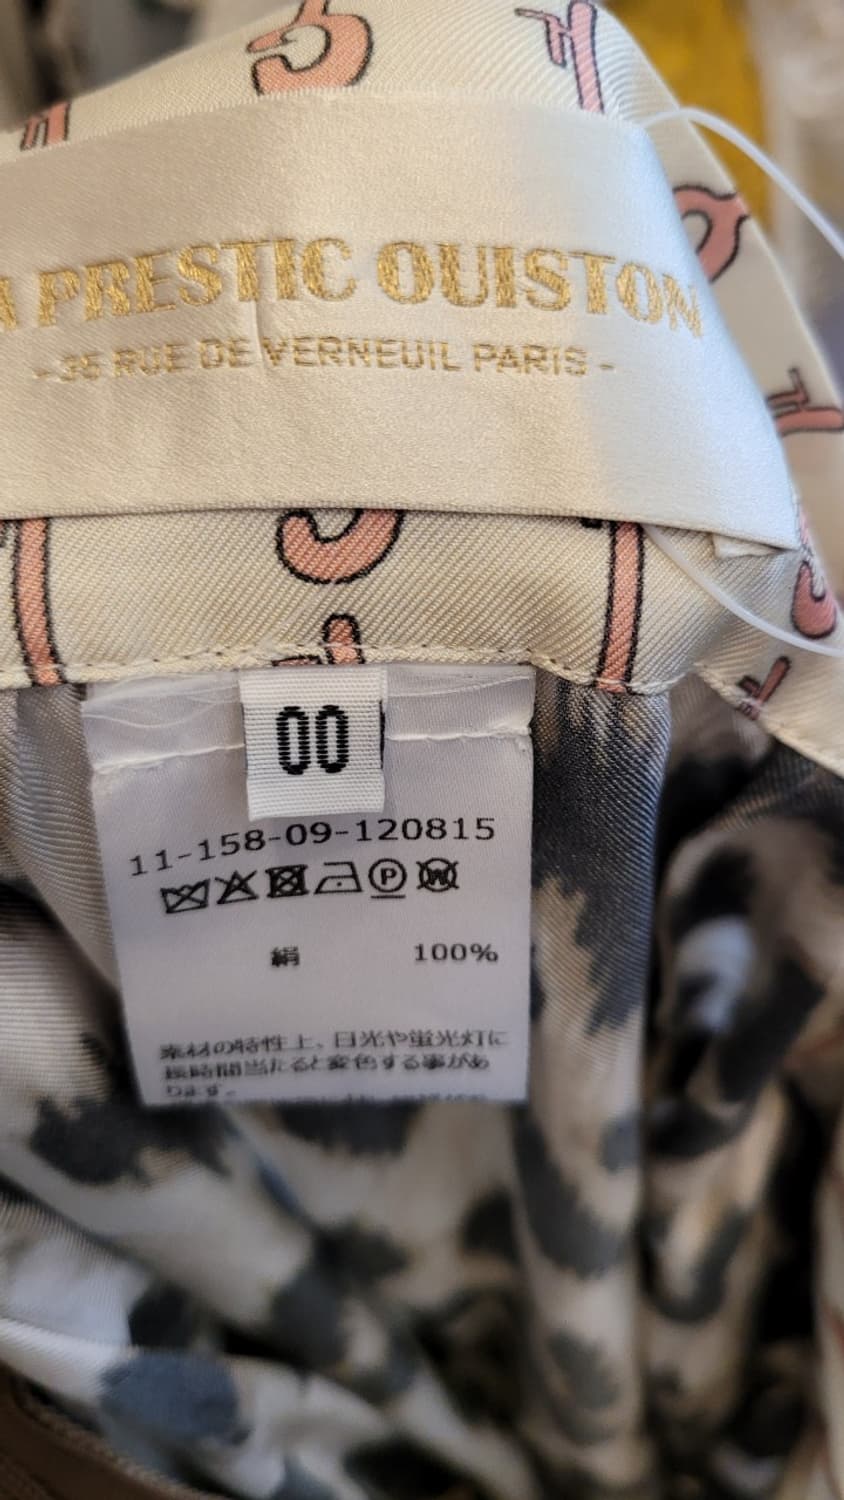 A PRESTIC OUISTON
-35 RUE DE VERNEUIL PARIS-
00
11-158-09-120815
P W
絹 100%
素材の特性上、日光や蛍光灯に
長時間当たると変色する事があ
ります。